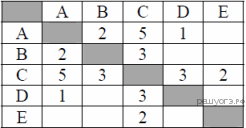 A B C D E
A 2 5 1
B 2 3
C 5 3 3 2
D 1 3
E 2
решуогэ.рф